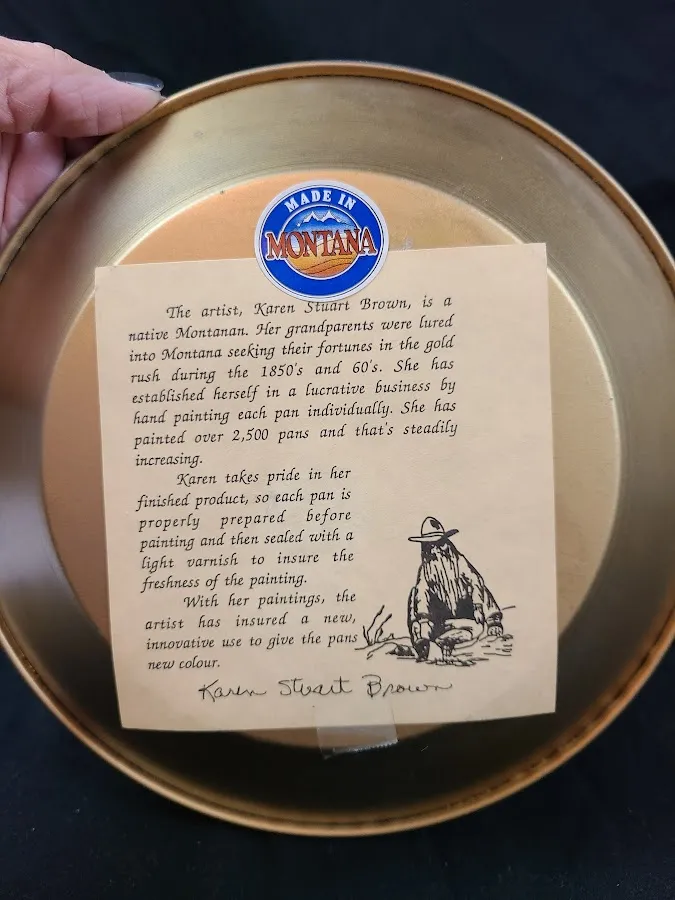 MADE IN
MONTANA
The artist, Karen Stuart Brown, is a
native Montanan. Her grandparents were lured
into Montana seeking their fortunes in the gold
rush during the 1850's and 60's. She has
established herself in a lucrative business by
hand painting each pan individually. She has
painted over 2,500 pans and that's steadily
increasing.
Karen takes pride in her
finished product, so each pan is
properly prepared before
painting and then sealed with a
light varnish to insure the
freshness of the painting.
With her paintings, the
artist has insured a new,
innovative use to give the pans
new colour.
Karen Stuart Brown